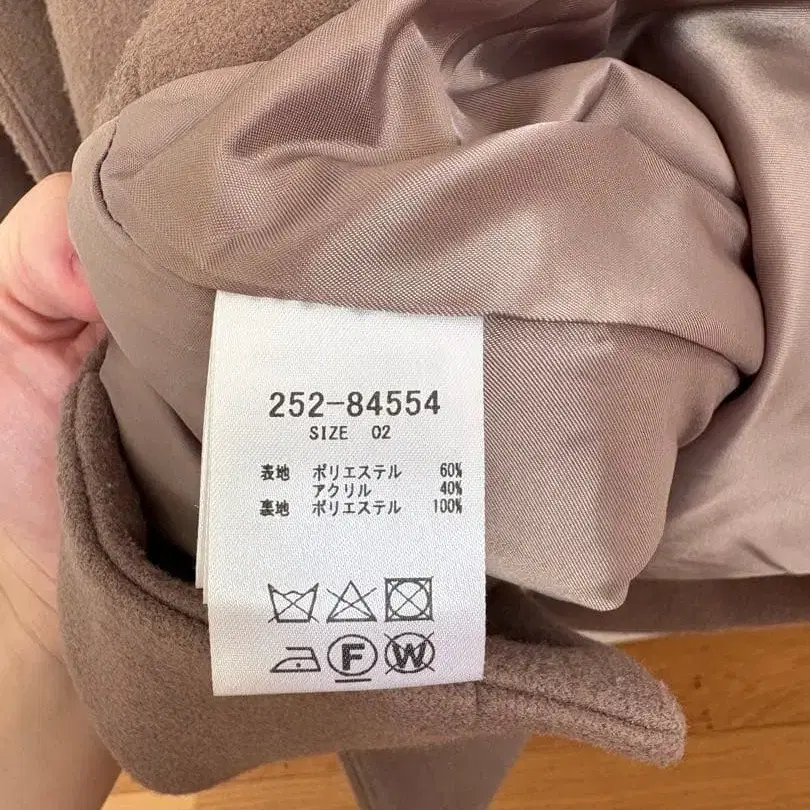 252-84554
SIZE 02
表地 ポリエステル 60%
アクリル 40%
裏地 ポリエステル 100%
F W